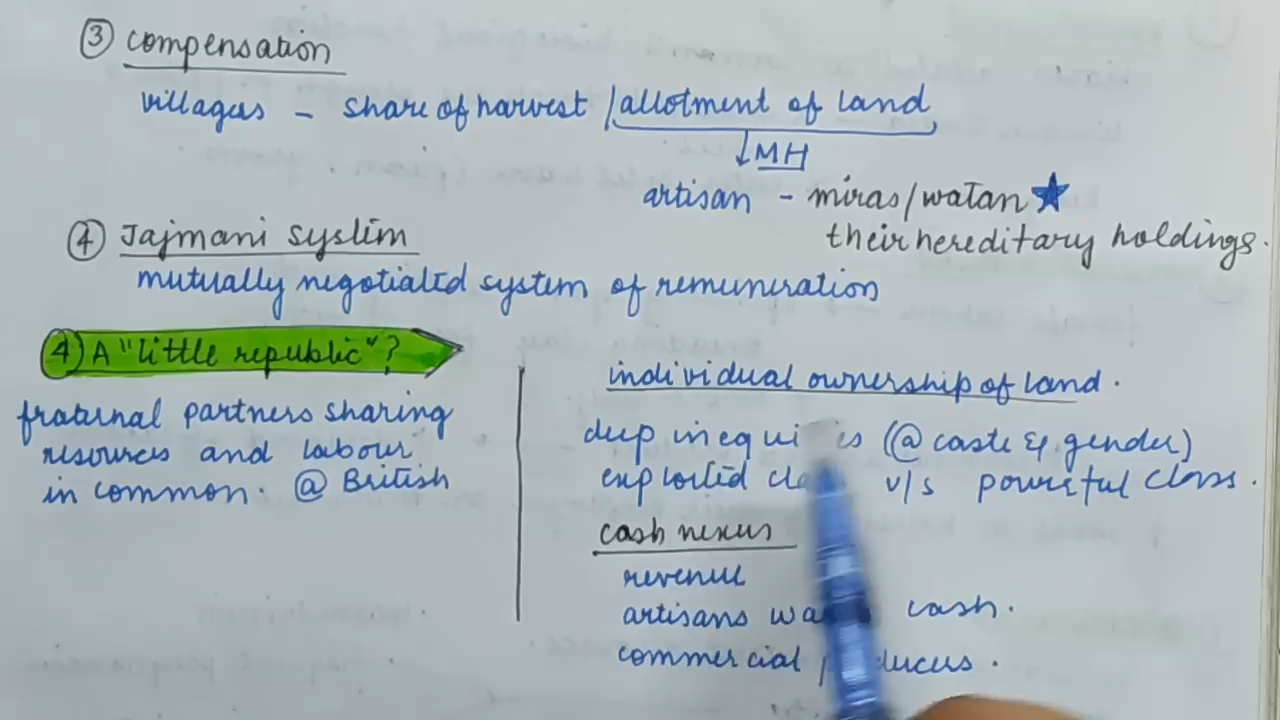 ③ compensation
villagers - share of harvest / allotment of land
↓ MH
artisan - miras/watan ★
their hereditary holdings.
④ Jajmani system
mutually negotiated system of remuneration
④ A "little republic"?
fraternal partners sharing
resources and labour
in common. @ British
individual ownership of land.
deep (@ caste & gender)
exploited v/s powerful class.
cash nexus
revenue
artisans cash.
commercial